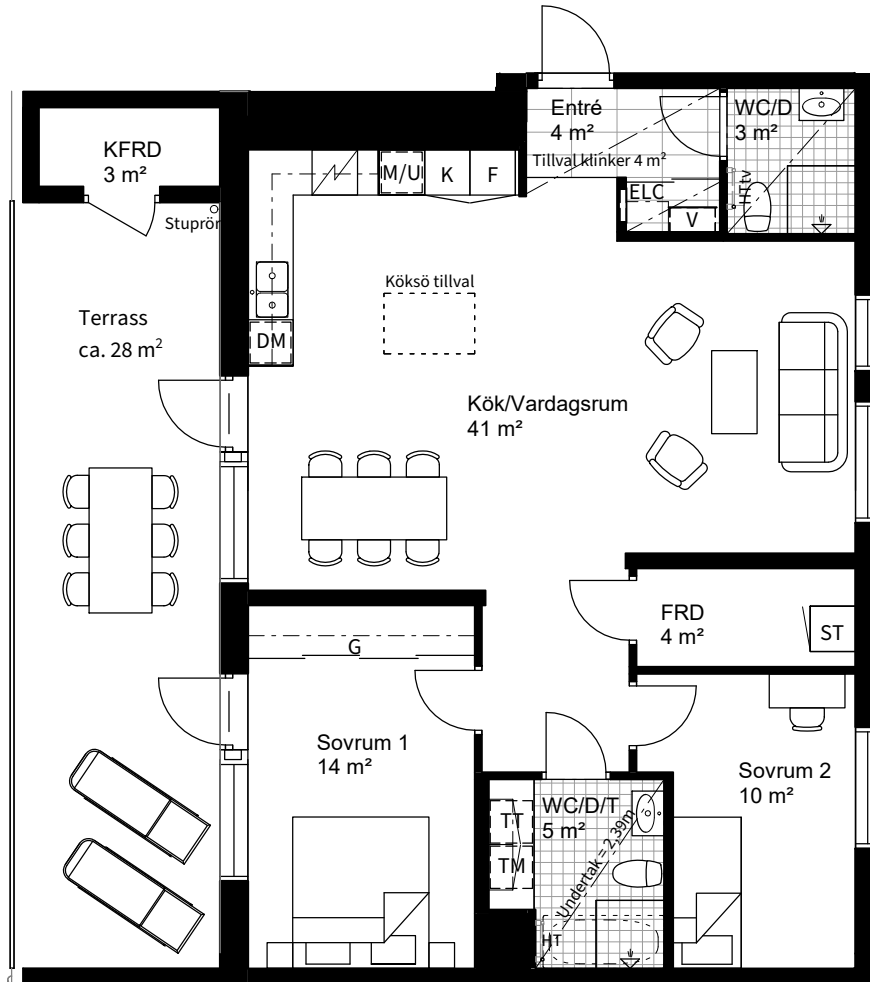 Entré
4 m²
Tillval klinker 4 m²
WC/D
3 m²
HT tv
ELC
V
KFRD
3 m²
Stuprör
M/U
K
F
Köksö tillval
DM
Terrass
ca. 28 m²
Kök/Vardagsrum
41 m²
FRD
4 m²
ST
G
Sovrum 1
14 m²
Sovrum 2
10 m²
WC/D/T
5 m²
TT
TM
Undertak = 2,39m
HT